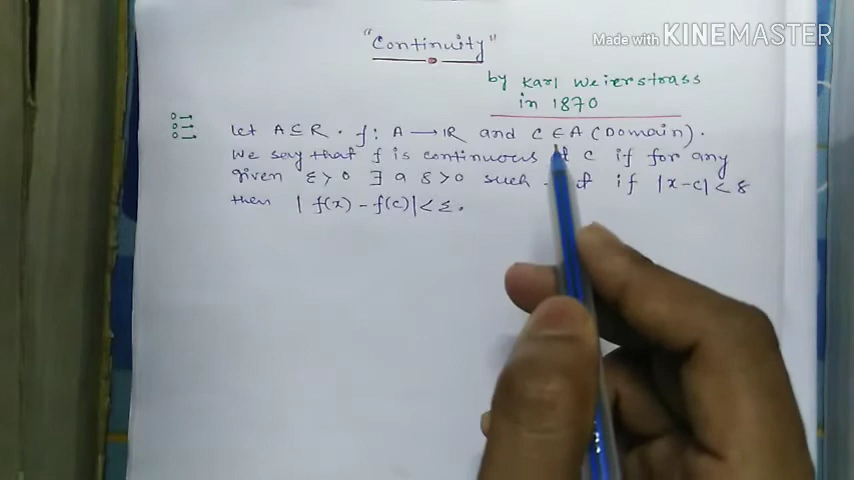 "Continuity"
Made with KINEMASTER
by Karl Weierstrass
in 1870
Let A ⊆ R . f : A → IR and C ∈ A (Domain).
We say that f is continuous at c if for any
given ε > 0 ∃ a δ > 0 such if |x-c| < δ
then | f(x) - f(c)| < ε.